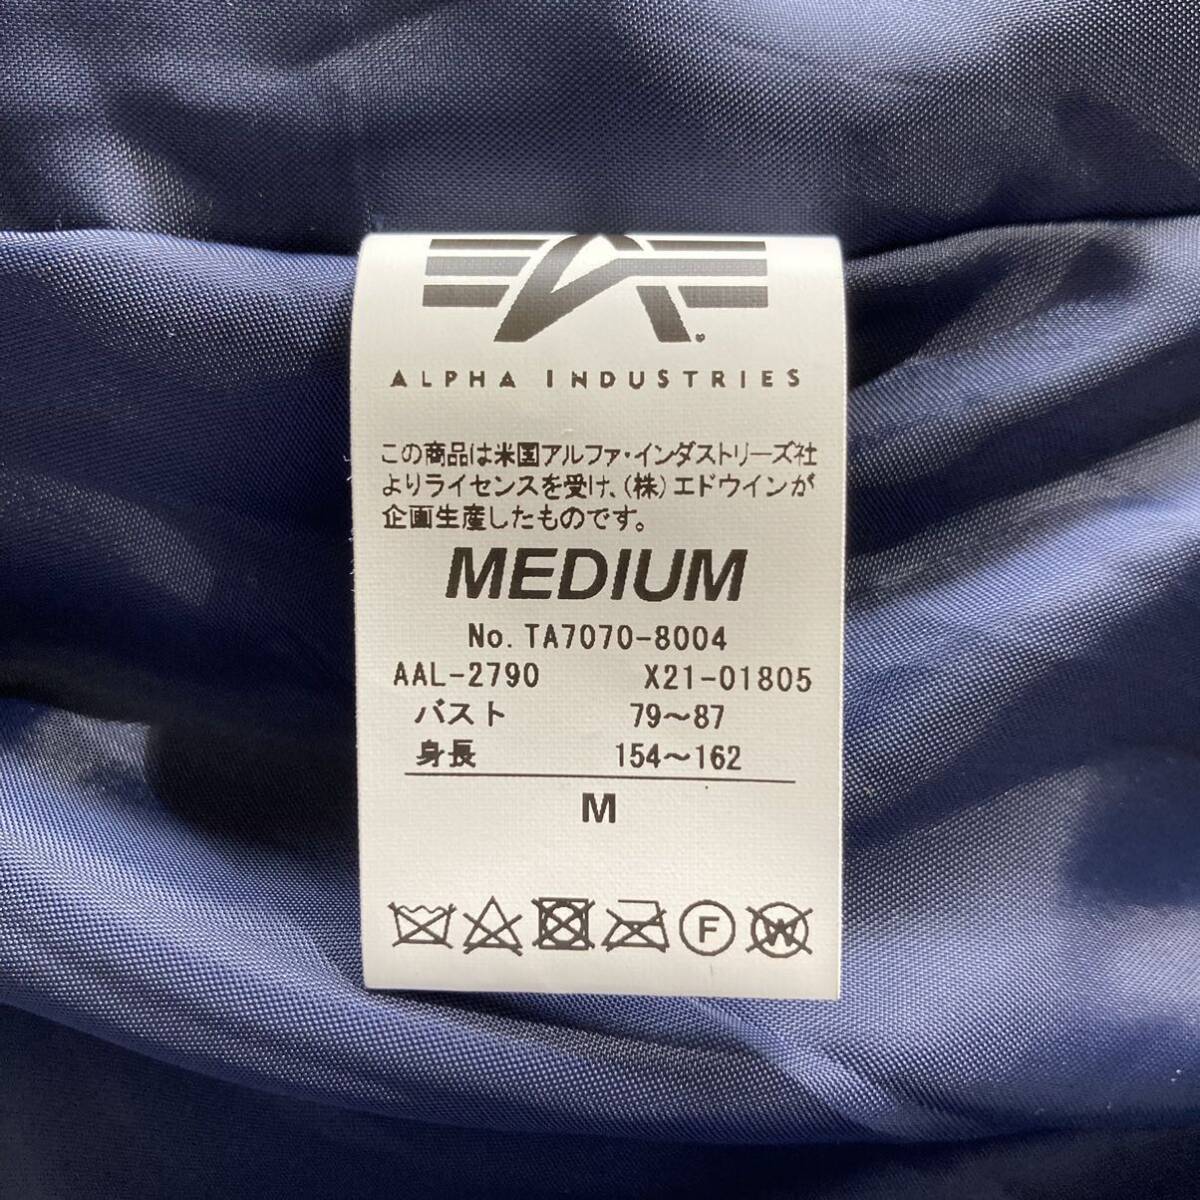 ALPHA INDUSTRIES
この商品は米国アルファ・インダストリーズ社
よりライセンスを受け、(株)エドウインが
企画生産したものです。
MEDIUM
No. TA7070-8004
AAL-2790 X21-01805
バスト 79〜87
身長 154〜162
M
F W